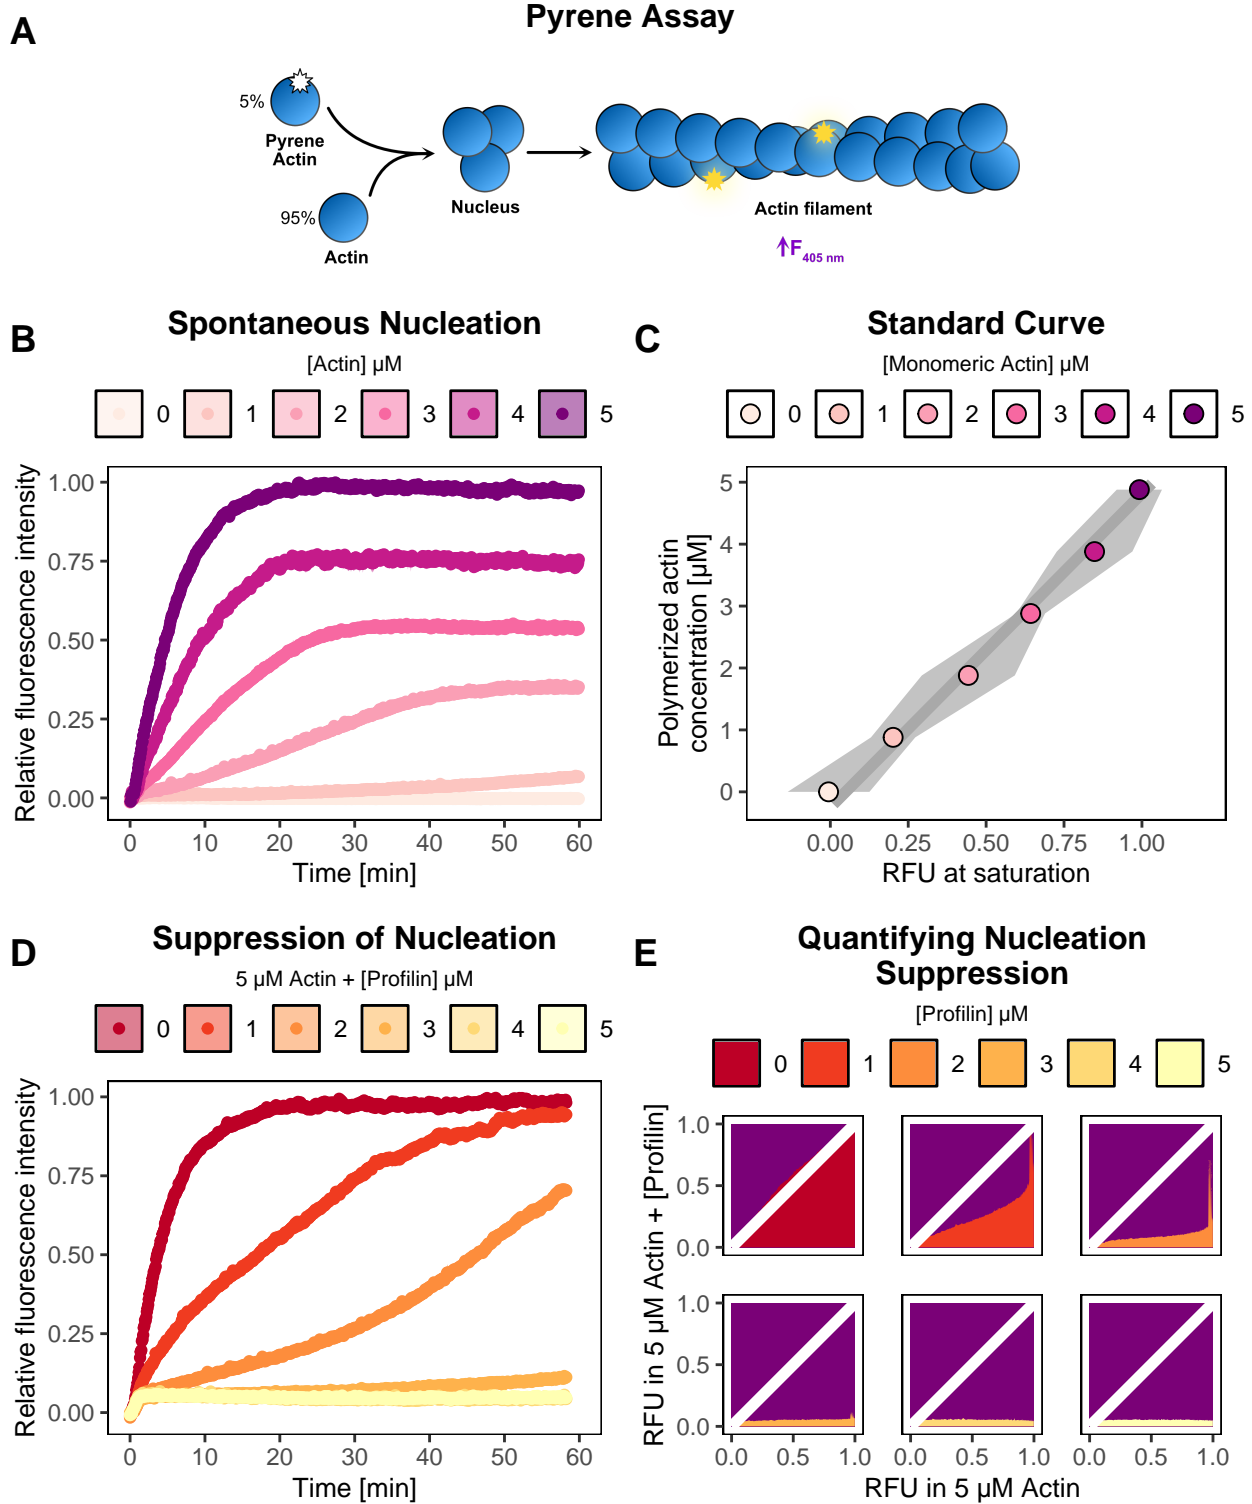 Pyrene Assay
A
5%
Pyrene
Actin
95%
Actin
Nucleus
Actin filament
F405 nm
B
Spontaneous Nucleation
[Actin] µM
0 1 2 3 4 5
Relative fluorescence intensity
1.00
0.75
0.50
0.25
0.00
0 10 20 30 40 50 60
Time [min]
C
Standard Curve
[Monomeric Actin] µM
0 1 2 3 4 5
Polymerized actin
concentration [µM]
5
4
3
2
1
0
0.00 0.25 0.50 0.75 1.00
RFU at saturation
D
Suppression of Nucleation
5 µM Actin + [Profilin] µM
0 1 2 3 4 5
Relative fluorescence intensity
1.00
0.75
0.50
0.25
0.00
0 10 20 30 40 50 60
Time [min]
E
Quantifying Nucleation
Suppression
[Profilin] µM
0 1 2 3 4 5
RFU in 5 µM Actin + [Profilin]
1.0
0.5
0.0
1.0
0.5
0.0
0.0 0.5 1.0 0.0 0.5 1.0 0.0 0.5 1.0
RFU in 5 µM Actin